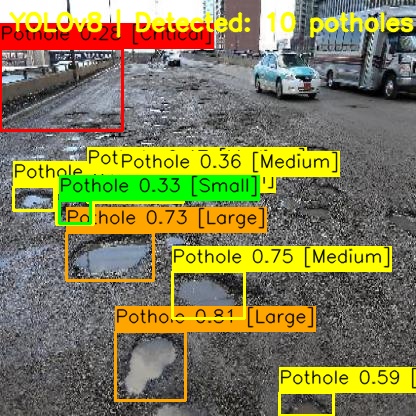 YOLOv8 | Detected: 10 potholes
Pothole 0.28 [Critical]
Pothole 0.36 [Medium]
Pothole
Pothole 0.33 [Small]
Pothole 0.73 [Large]
Pothole 0.75 [Medium]
Pothole 0.81 [Large]
Pothole 0.59 [